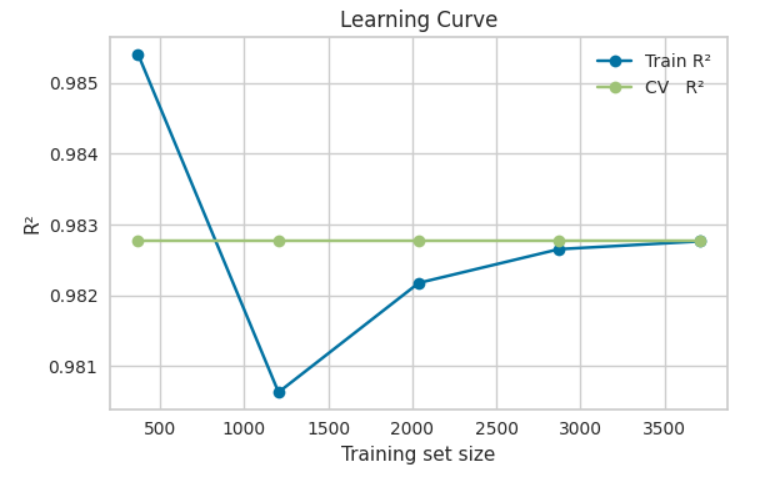 Learning Curve
Train R²
CV R²
0.985
0.984
0.983
0.982
0.981
R²
500 1000 1500 2000 2500 3000 3500
Training set size